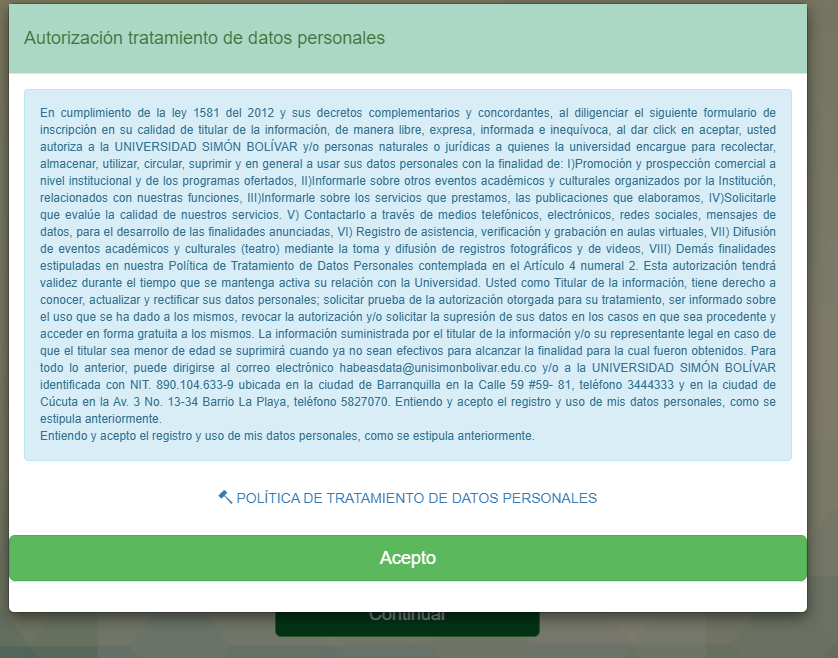 Autorización tratamiento de datos personales
En cumplimiento de la ley 1581 del 2012 y sus decretos complementarios y concordantes, al diligenciar el siguiente formulario de
inscripción en su calidad de titular de la información, de manera libre, expresa, informada e inequívoca, al dar click en aceptar, usted
autoriza a la UNIVERSIDAD SIMÓN BOLÍVAR y/o personas naturales o jurídicas a quienes la universidad encargue para recolectar,
almacenar, utilizar, circular, suprimir y en general a usar sus datos personales con la finalidad de: I)Promoción y prospección comercial a
nivel institucional y de los programas ofertados, II)Informarle sobre otros eventos académicos y culturales organizados por la Institución,
relacionados con nuestras funciones, III)Informarle sobre los servicios que prestamos, las publicaciones que elaboramos, IV)Solicitarle
que evalúe la calidad de nuestros servicios. V) Contactarlo a través de medios telefónicos, electrónicos, redes sociales, mensajes de
datos, para el desarrollo de las finalidades anunciadas, VI) Registro de asistencia, verificación y grabación en aulas virtuales, VII) Difusión
de eventos académicos y culturales (teatro) mediante la toma y difusión de registros fotográficos y de videos, VIII) Demás finalidades
estipuladas en nuestra Política de Tratamiento de Datos Personales contemplada en el Artículo 4 numeral 2. Esta autorización tendrá
validez durante el tiempo que se mantenga activa su relación con la Universidad. Usted como Titular de la información, tiene derecho a
conocer, actualizar y rectificar sus datos personales; solicitar prueba de la autorización otorgada para su tratamiento, ser informado sobre
el uso que se ha dado a los mismos, revocar la autorización y/o solicitar la supresión de sus datos en los casos en que sea procedente y
acceder en forma gratuita a los mismos. La información suministrada por el titular de la información y/o su representante legal en caso de
que el titular sea menor de edad se suprimirá cuando ya no sean efectivos para alcanzar la finalidad para la cual fueron obtenidos. Para
todo lo anterior, puede dirigirse al correo electrónico habeasdata@unisimonbolivar.edu.co y/o a la UNIVERSIDAD SIMÓN BOLÍVAR
identificada con NIT. 890.104.633-9 ubicada en la ciudad de Barranquilla en la Calle 59 #59- 81, teléfono 3444333 y en la ciudad de
Cúcuta en la Av. 3 No. 13-34 Barrio La Playa, teléfono 5827070. Entiendo y acepto el registro y uso de mis datos personales, como se
estipula anteriormente.
Entiendo y acepto el registro y uso de mis datos personales, como se estipula anteriormente.
POLÍTICA DE TRATAMIENTO DE DATOS PERSONALES
Acepto
Continuar